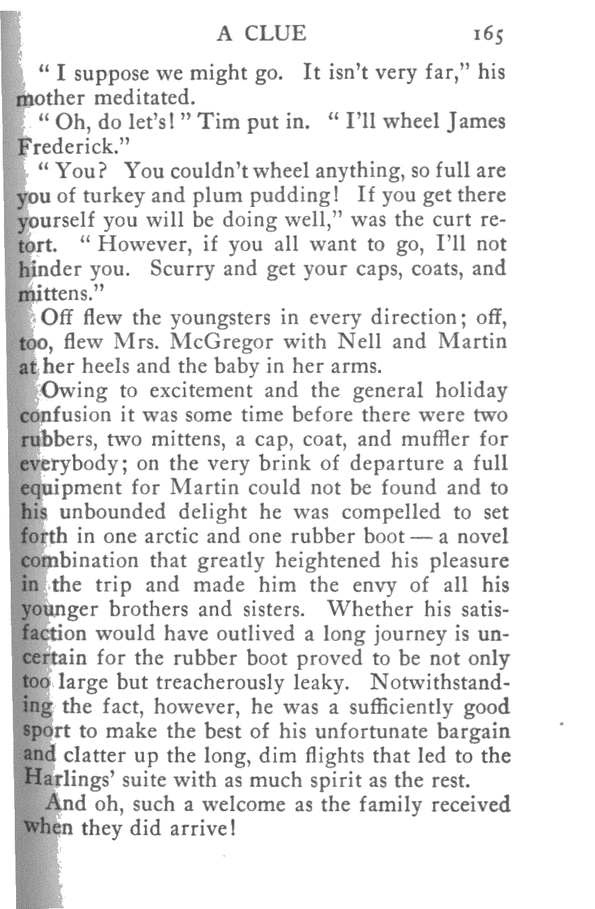 A CLUE 165
“ I suppose we might go. It isn’t very far,” his
mother meditated.
“ Oh, do let’s! ” Tim put in. “ I’ll wheel James
Frederick.”
“ You? You couldn’t wheel anything, so full are
you of turkey and plum pudding! If you get there
yourself you will be doing well,” was the curt re-
tort. “ However, if you all want to go, I’ll not
hinder you. Scurry and get your caps, coats, and
mittens.”
Off flew the youngsters in every direction; off,
too, flew Mrs. McGregor with Nell and Martin
at her heels and the baby in her arms.
Owing to excitement and the general holiday
confusion it was some time before there were two
rubbers, two mittens, a cap, coat, and muffler for
everybody; on the very brink of departure a full
equipment for Martin could not be found and to
his unbounded delight he was compelled to set
forth in one arctic and one rubber boot — a novel
combination that greatly heightened his pleasure
in the trip and made him the envy of all his
younger brothers and sisters. Whether his satis-
faction would have outlived a long journey is un-
certain for the rubber boot proved to be not only
too large but treacherously leaky. Notwithstand-
ing the fact, however, he was a sufficiently good
sport to make the best of his unfortunate bargain
and clatter up the long, dim flights that led to the
Harlings’ suite with as much spirit as the rest.
And oh, such a welcome as the family received
when they did arrive!